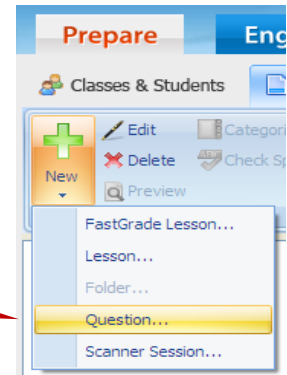 Prepare Eng
Classes & Students
New
Edit Categori
Delete Check Sp
Preview
FastGrade Lesson...
Lesson...
Folder...
Question...
Scanner Session...